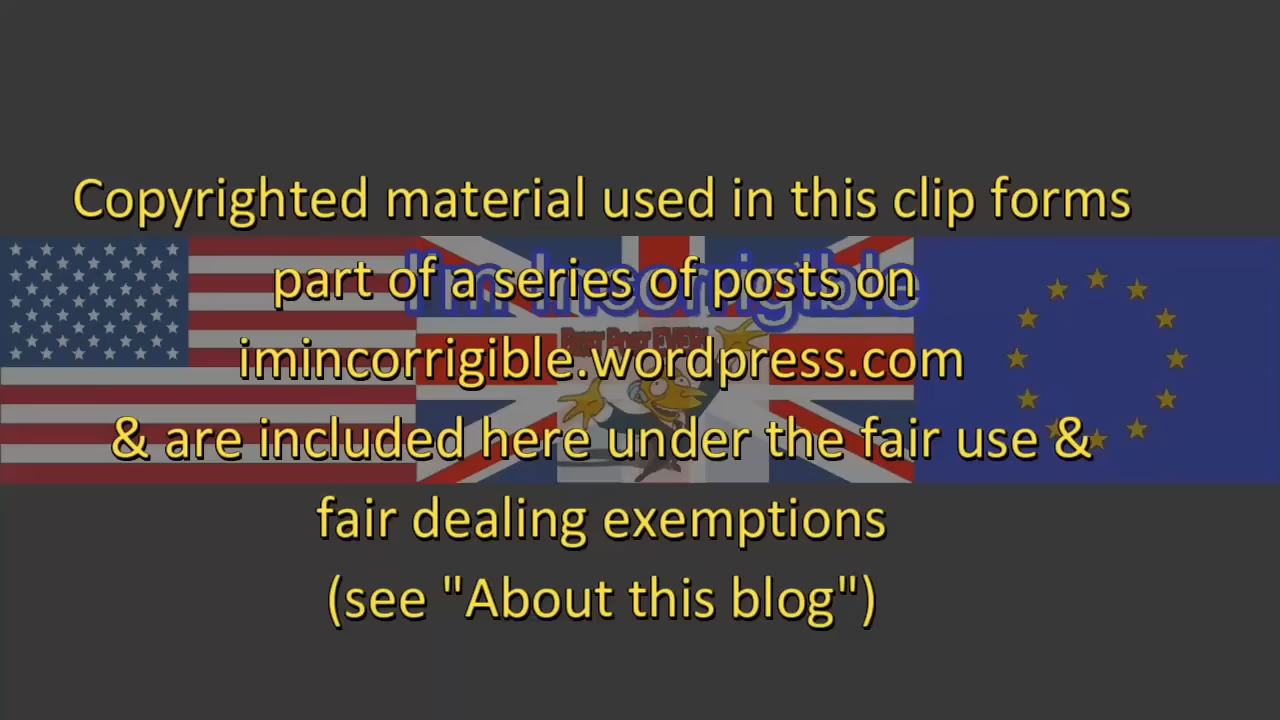 Copyrighted material used in this clip forms
part of a series of posts on
I'm Incorrigible
imincorrigible.wordpress.com
& are included here under the fair use &
fair dealing exemptions
(see "About this blog")